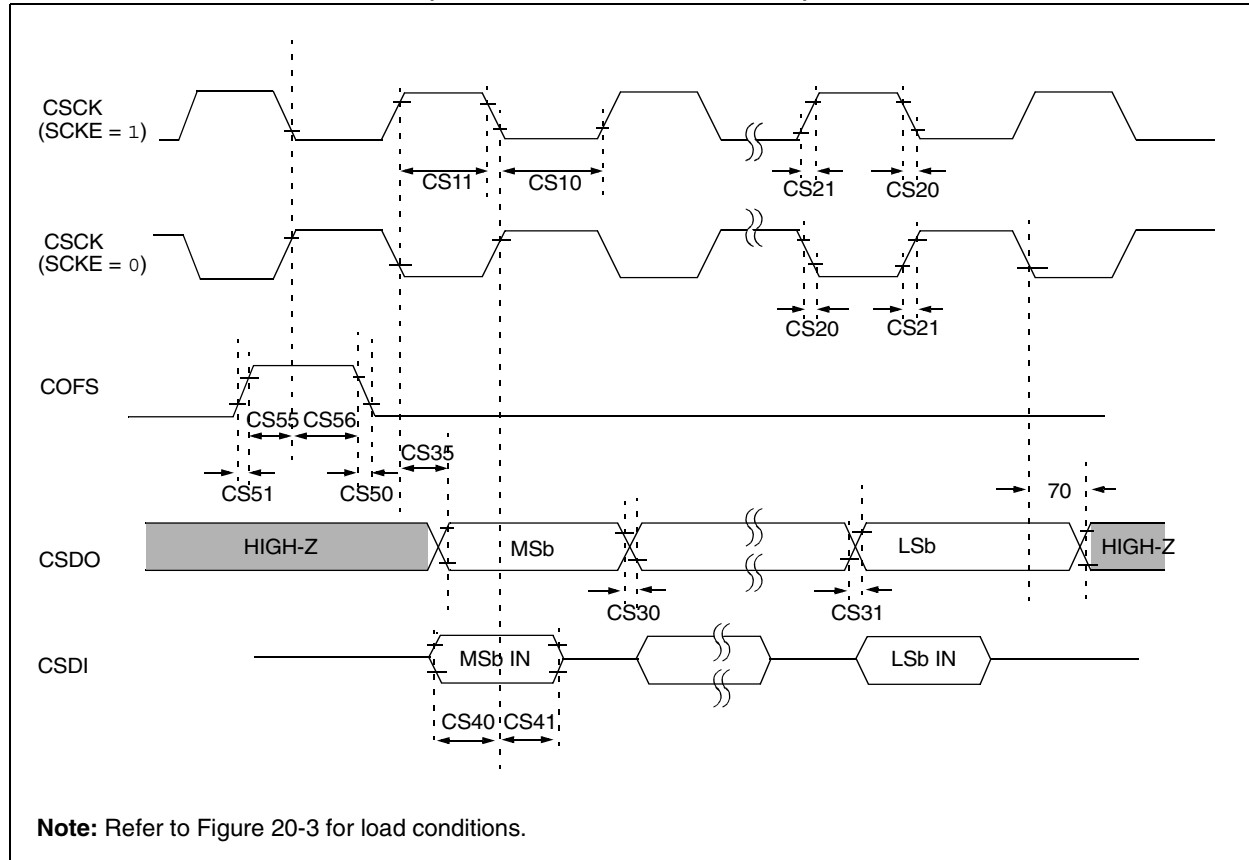 CSCK
(SCKE = 1)
CS11
CS10
CS21
CS20
CSCK
(SCKE = 0)
CS20
CS21
COFS
CS55
CS56
CS35
CS51
CS50
70
CSDO
HIGH-Z
MSb
LSb
HIGH-Z
CS30
CS31
CSDI
MSb IN
LSb IN
CS40
CS41
Note: Refer to Figure 20-3 for load conditions.